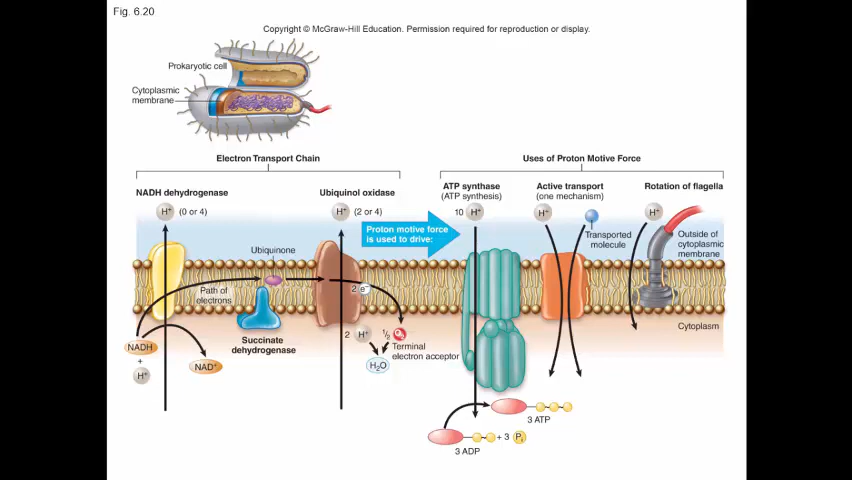 Fig. 6.20
Copyright © McGraw-Hill Education. Permission required for reproduction or display.
Prokaryotic cell
Cytoplasmic
membrane
Electron Transport Chain
Uses of Proton Motive Force
NADH dehydrogenase
Ubiquinol oxidase
ATP synthase
(ATP synthesis)
Active transport
(one mechanism)
Rotation of flagella
H+ (0 or 4)
H+ (2 or 4)
10 H+
H+
H+
Proton motive force
is used to drive:
Transported
molecule
Outside of
cytoplasmic
membrane
Ubiquinone
Path of
electrons
2 e–
Cytoplasm
Succinate
dehydrogenase
2 H+
1/2 O2
Terminal
electron acceptor
NADH
+
H+
NAD+
H2O
3 ATP
+ 3 Pi
3 ADP